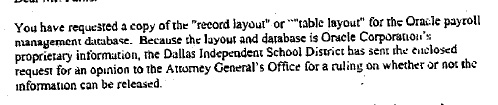 You have requested a copy of the "record layout" or ""table layout" for the Oracle payroll
management database. Because the layout and database is Oracle Corporation's
proprietary information, the Dallas Independent School District has sent the enclosed
request for an opinion to the Attorney General's Office for a ruling on whether or not the
information can be released.